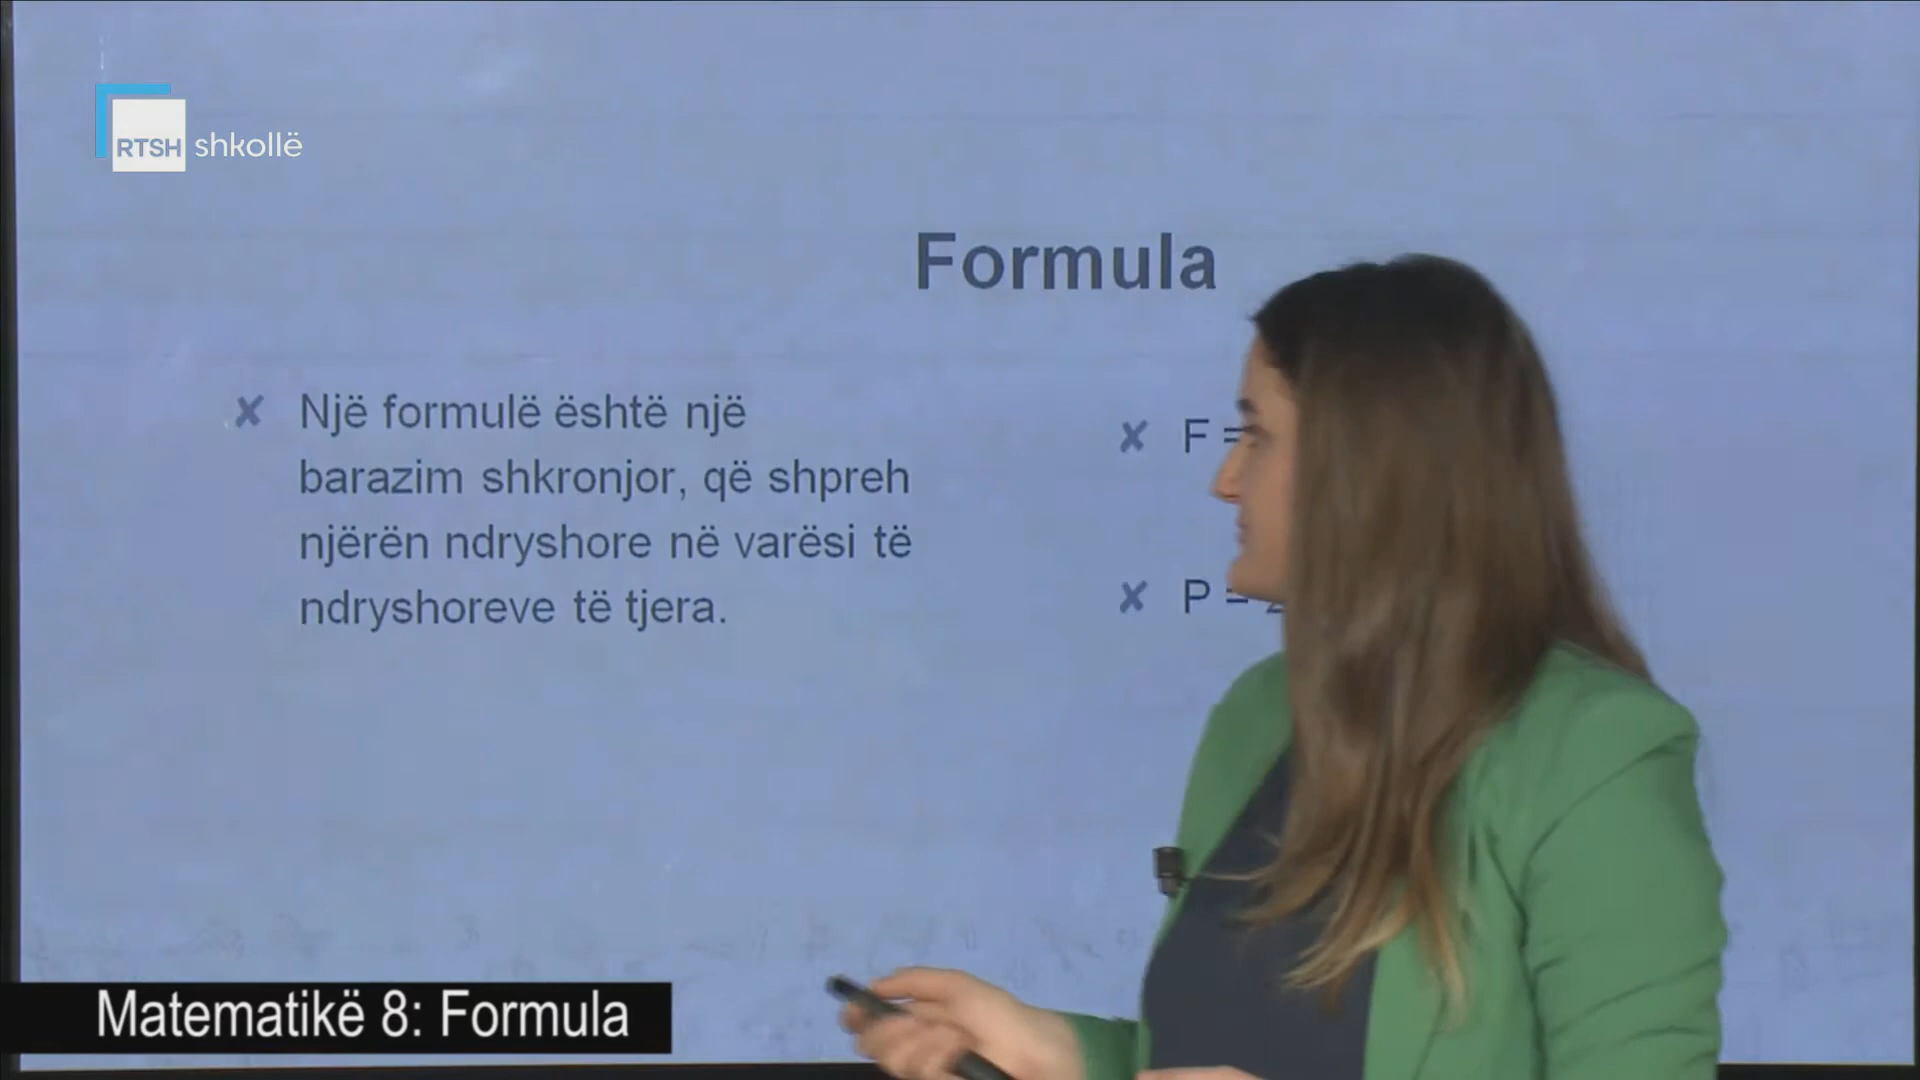 RTSH shkollë
Formula
Një formulë është një
barazim shkronjor, që shpreh
njërën ndryshore në varësi të
ndryshoreve të tjera.
F =
P =
Matematikë 8: Formula